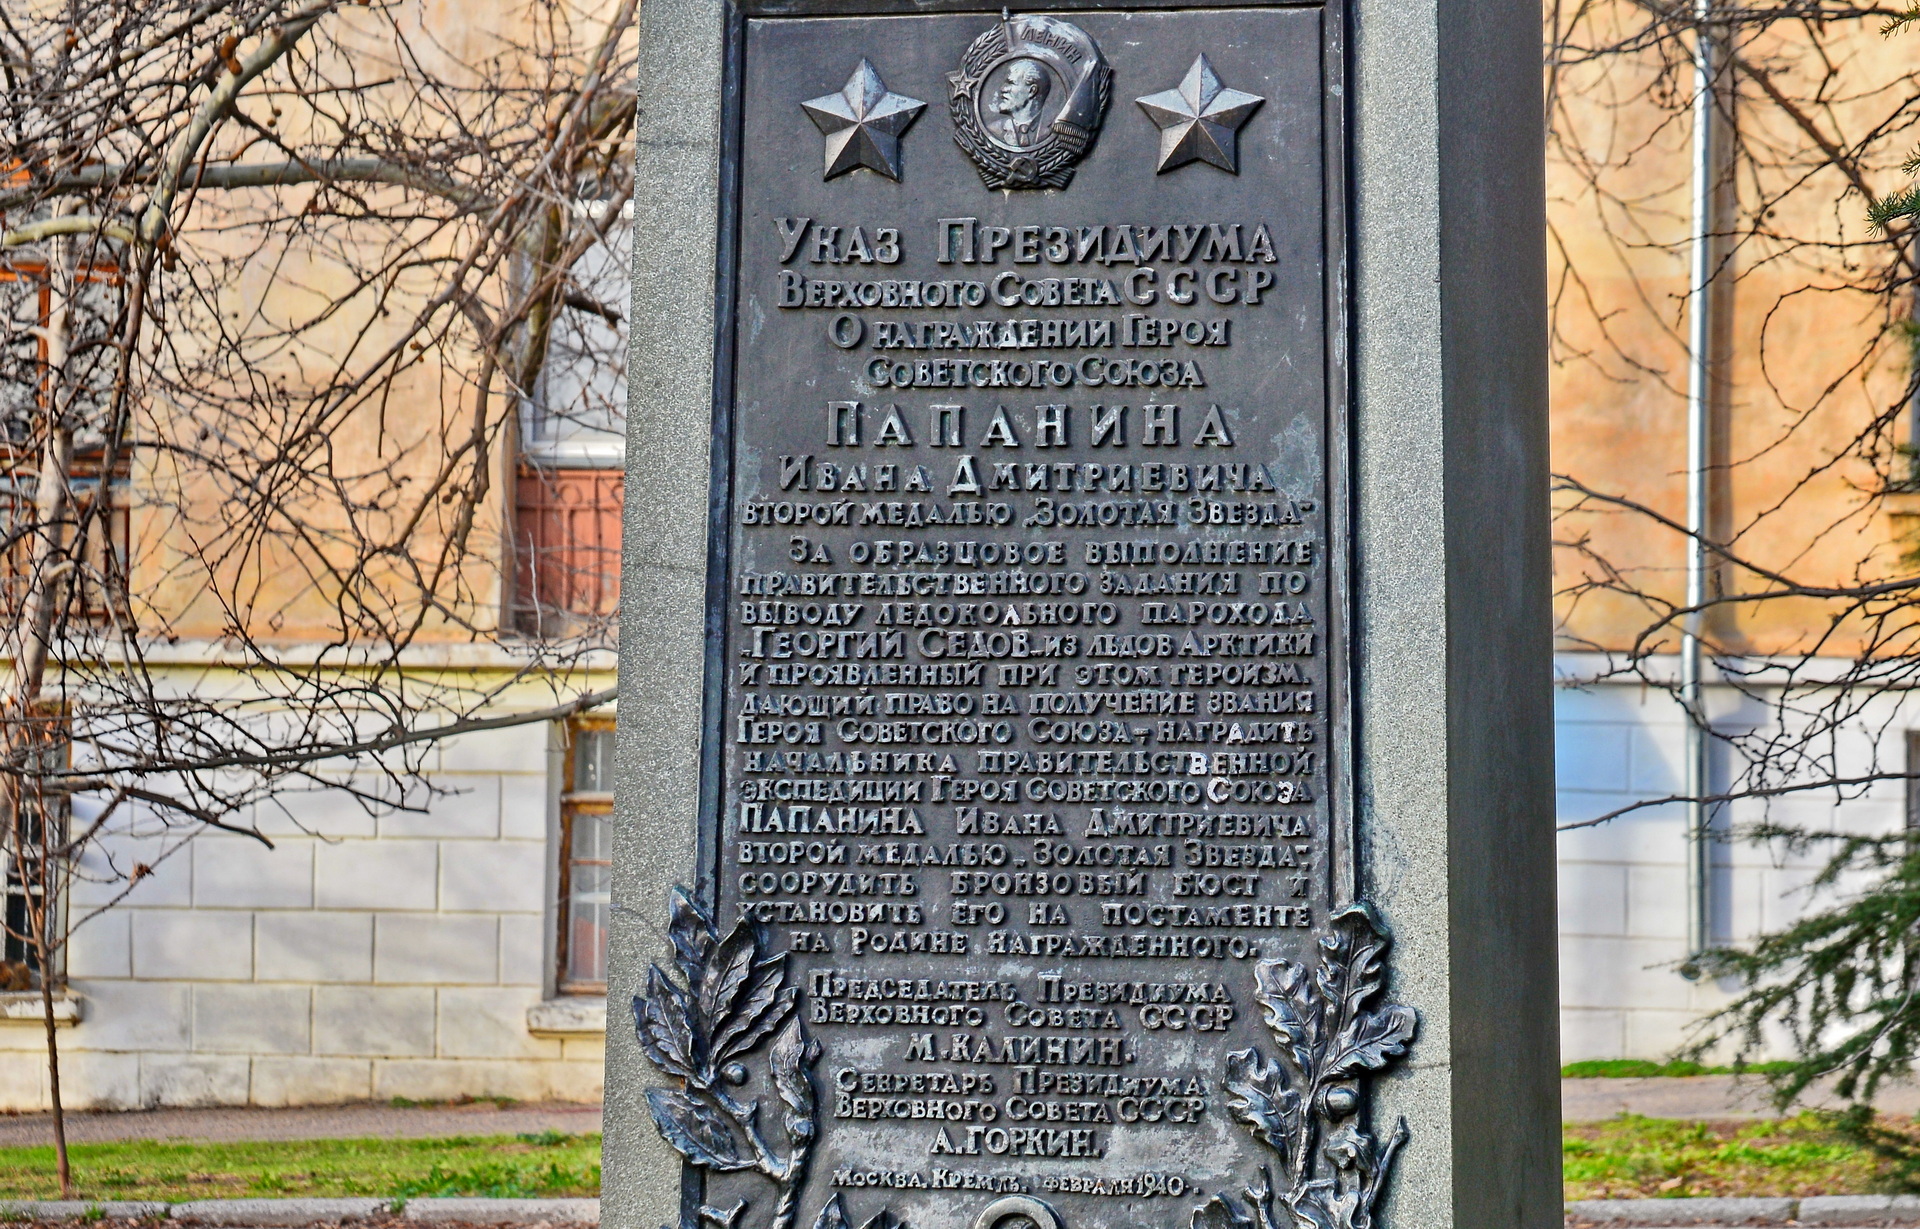 ЛЕНИН
УКАЗ ПРЕЗИДИУМА
ВЕРХОВНОГО СОВЕТА СССР
О НАГРАЖДЕНИИ ГЕРОЯ
СОВЕТСКОГО СОЮЗА
ПАПАНИНА
ИВАНА ДМИТРИЕВИЧА
ВТОРОЙ МЕДАЛЬЮ „ЗОЛОТАЯ ЗВЕЗДА“
ЗА ОБРАЗЦОВОЕ ВЫПОЛНЕНИЕ
ПРАВИТЕЛЬСТВЕННОГО ЗАДАНИЯ ПО
ВЫВОДУ ЛЕДОКОЛЬНОГО ПАРОХОДА
„ГЕОРГИЙ СЕДОВ“ ИЗ ЛЬДОВ АРКТИКИ
И ПРОЯВЛЕННЫЙ ПРИ ЭТОМ ГЕРОИЗМ,
ДАЮЩИЙ ПРАВО НА ПОЛУЧЕНИЕ ЗВАНИЯ
ГЕРОЯ СОВЕТСКОГО СОЮЗА - НАГРАДИТЬ
НАЧАЛЬНИКА ПРАВИТЕЛЬСТВЕННОЙ
ЭКСПЕДИЦИИ ГЕРОЯ СОВЕТСКОГО СОЮЗА
ПАПАНИНА ИВАНА ДМИТРИЕВИЧА
ВТОРОЙ МЕДАЛЬЮ „ЗОЛОТАЯ ЗВЕЗДА“
СООРУДИТЬ БРОНЗОВЫЙ БЮСТ И
УСТАНОВИТЬ ЕГО НА ПОСТАМЕНТЕ
НА РОДИНЕ НАГРАЖДЕННОГО.
ПРЕДСЕДАТЕЛЬ ПРЕЗИДИУМА
ВЕРХОВНОГО СОВЕТА СССР
М. КАЛИНИН.
СЕКРЕТАРЬ ПРЕЗИДИУМА
ВЕРХОВНОГО СОВЕТА СССР
А. ГОРКИН.
МОСКВА, КРЕМЛЬ, ФЕВРАЛЯ 1940.